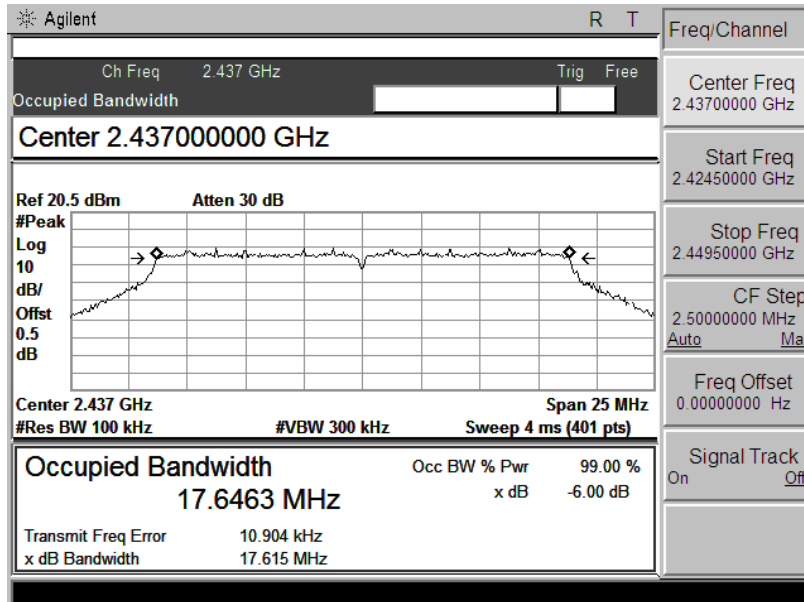 Agilent R T
Ch Freq 2.437 GHz Trig Free
Occupied Bandwidth
Center 2.437000000 GHz
Ref 20.5 dBm Atten 30 dB
#Peak
Log
10
dB/
Offst
0.5
dB
Center 2.437 GHz Span 25 MHz
#Res BW 100 kHz #VBW 300 kHz Sweep 4 ms (401 pts)
Occupied Bandwidth Occ BW % Pwr 99.00 %
17.6463 MHz x dB -6.00 dB
Transmit Freq Error 10.904 kHz
x dB Bandwidth 17.615 MHz
Freq/Channel
Center Freq
2.43700000 GHz
Start Freq
2.42450000 GHz
Stop Freq
2.44950000 GHz
CF Step
2.50000000 MHz
Auto Ma
Freq Offset
0.00000000 Hz
Signal Track
On Off